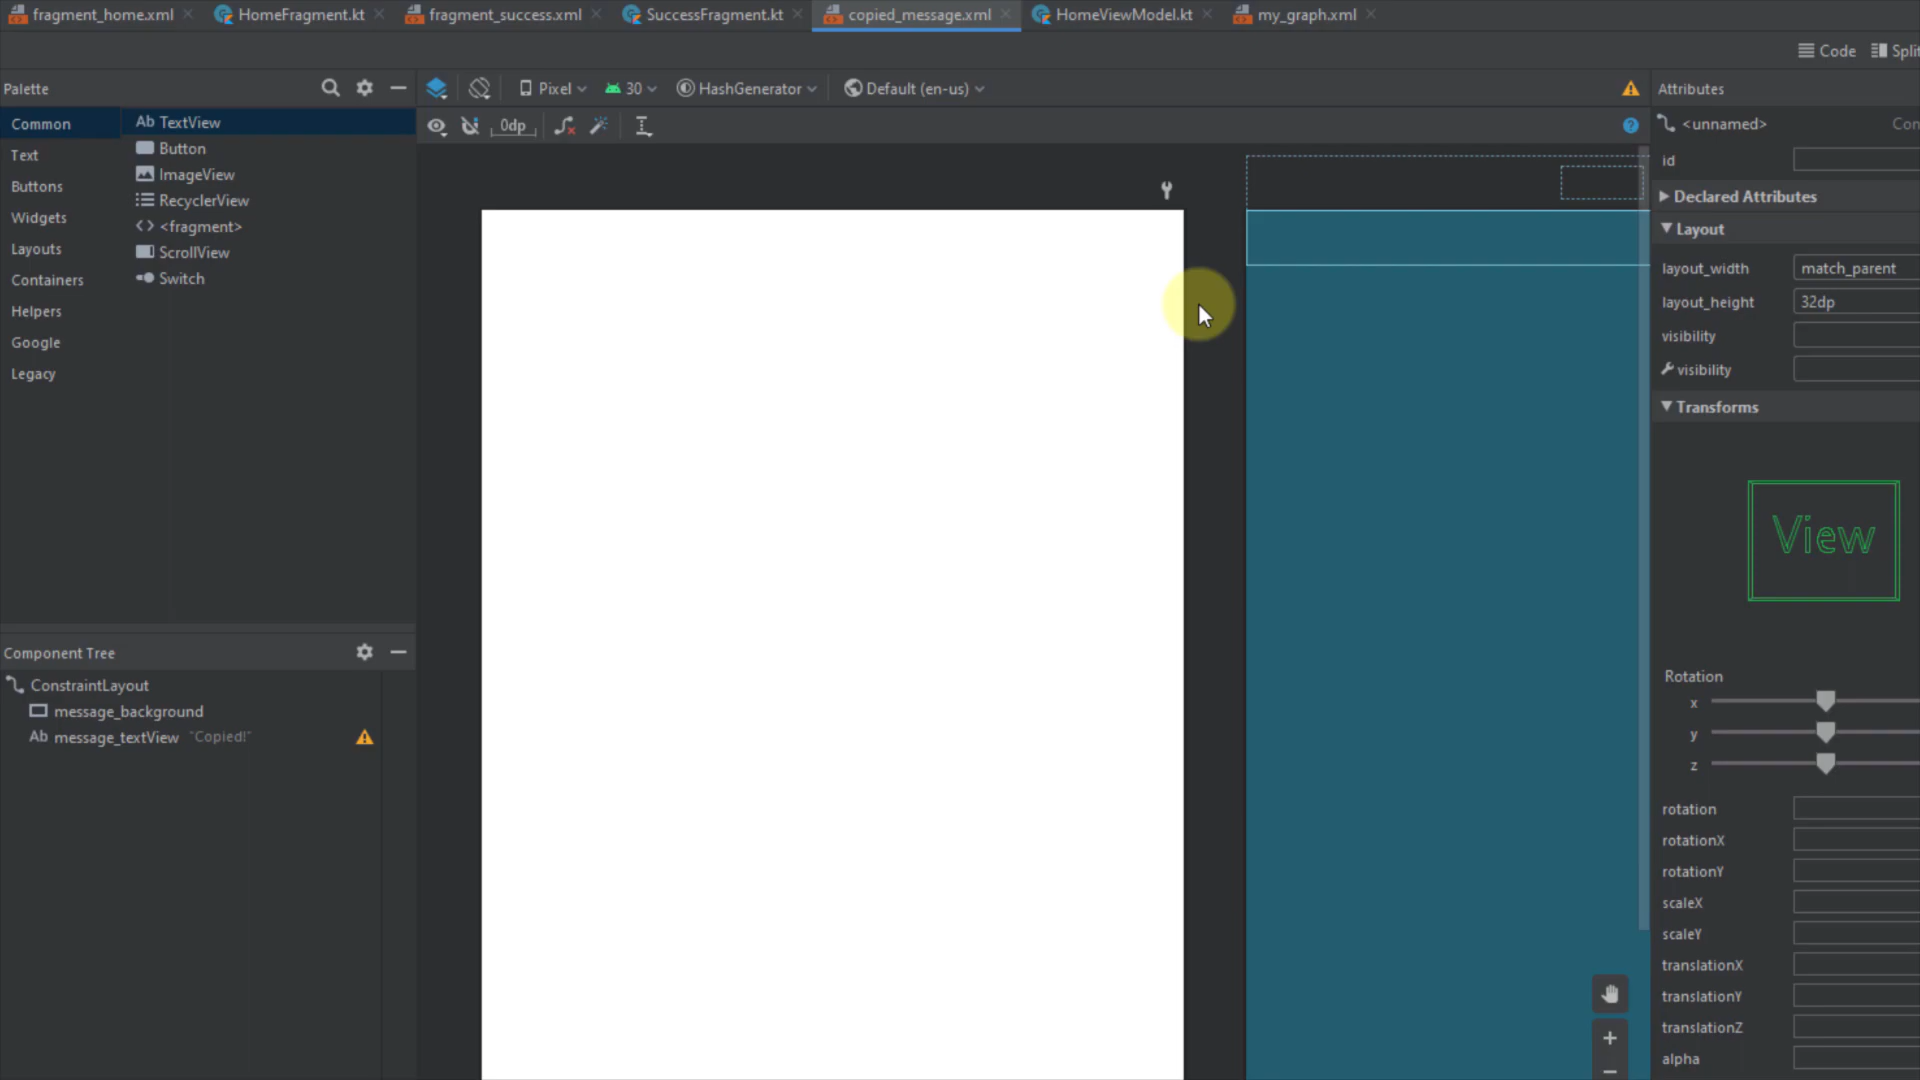 fragment_home.xml HomeFragment.kt fragment_success.xml SuccessFragment.kt copied_message.xml HomeViewModel.kt my_graph.xml
Code Split
Palette
Pixel 30 HashGenerator Default (en-us)
Attributes
Common
Text
Buttons
Widgets
Layouts
Containers
Helpers
Google
Legacy
Ab TextView
Button
ImageView
RecyclerView
<> <fragment>
ScrollView
Switch
0dp
<unnamed> Con
id
Declared Attributes
Layout
layout_width match_parent
layout_height 32dp
visibility
visibility
Transforms
View
Rotation
x
y
z
rotation
rotationX
rotationY
scaleX
scaleY
translationX
translationY
translationZ
alpha
Component Tree
ConstraintLayout
message_background
Ab message_textView "Copied!"